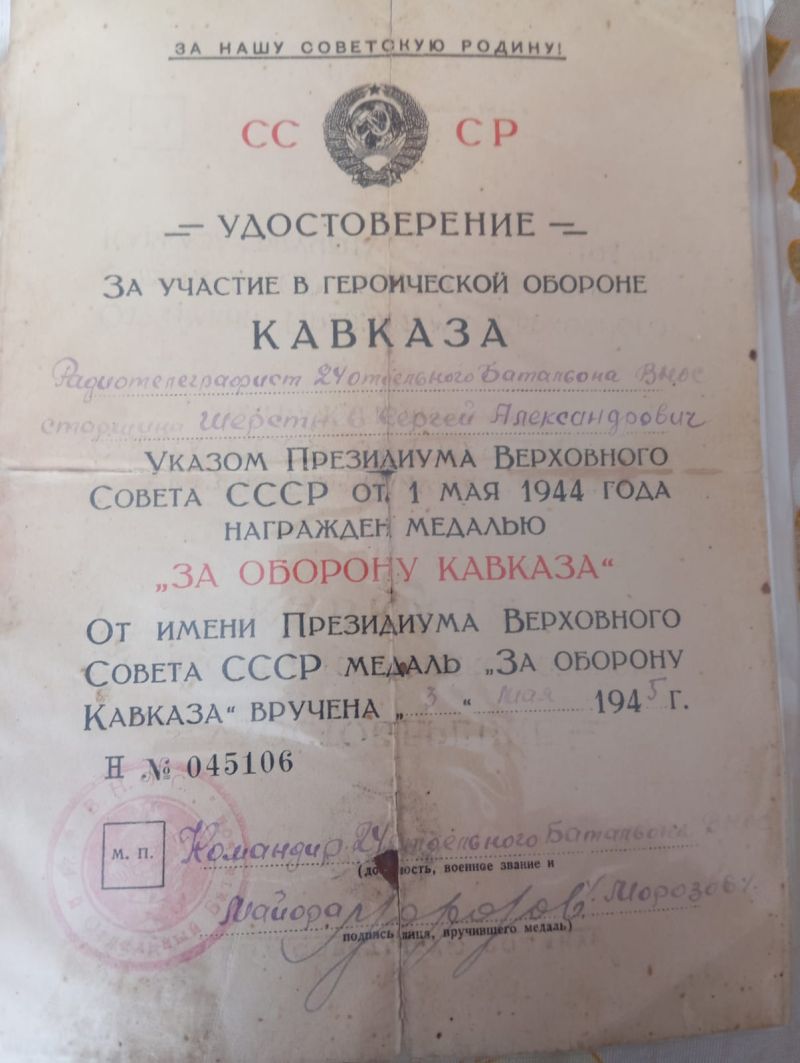 ЗА НАШУ СОВЕТСКУЮ РОДИНУ!
СС СР
УДОСТОВЕРЕНИЕ
ЗА УЧАСТИЕ В ГЕРОИЧЕСКОЙ ОБОРОНЕ
КАВКАЗА
Радиотелеграфист 24 отдельного Батальона Внос
старшина Сергей Александрович
УКАЗОМ ПРЕЗИДИУМА ВЕРХОВНОГО
СОВЕТА СССР ОТ 1 МАЯ 1944 ГОДА
НАГРАЖДЕН МЕДАЛЬЮ
„ЗА ОБОРОНУ КАВКАЗА“
ОТ ИМЕНИ ПРЕЗИДИУМА ВЕРХОВНОГО
СОВЕТА СССР МЕДАЛЬ „ЗА ОБОРОНУ
КАВКАЗА“ ВРУЧЕНА „3“ мая 1945 г.
Н № 045106
М. П.
Командир 24 отдельного Батальона Внос
(должность, военное звание и
Майор Морозов
подпись лица, вручившего медаль)